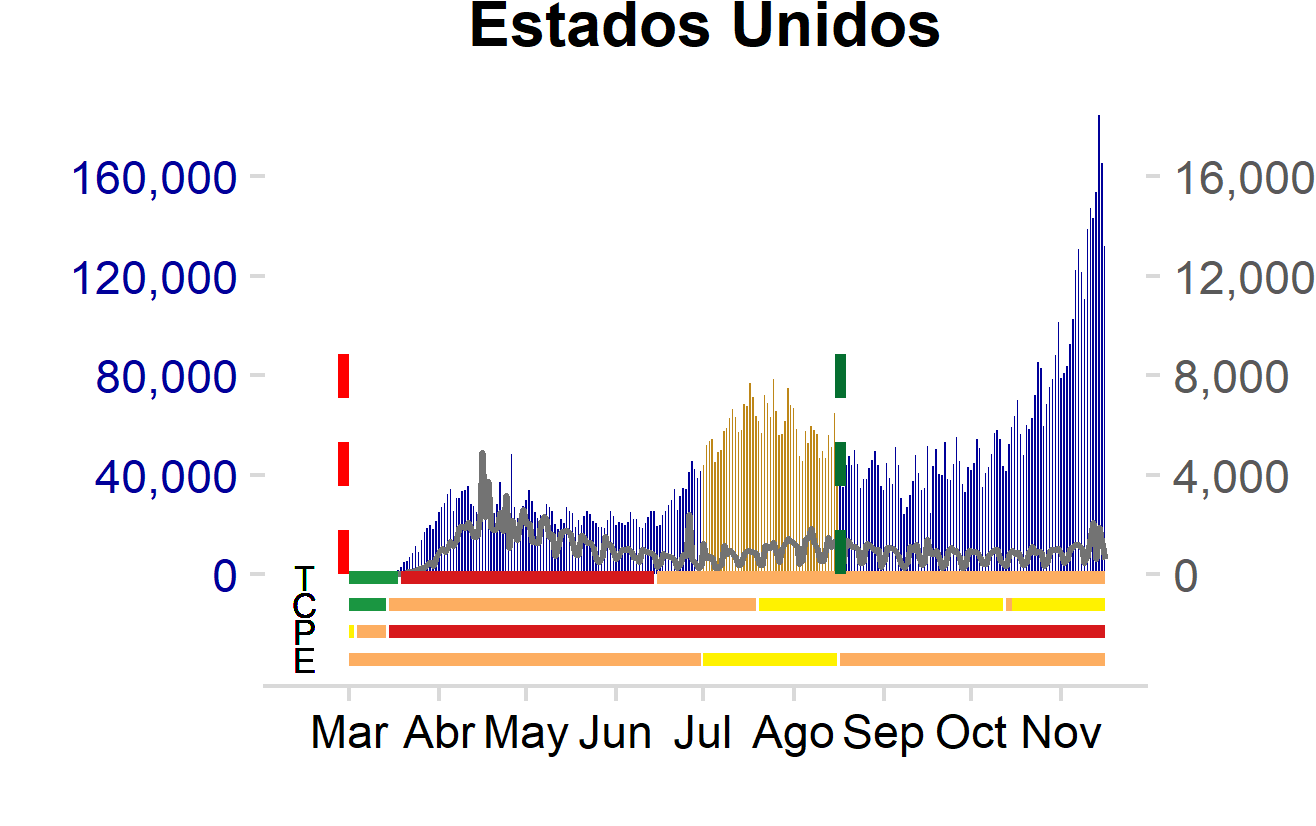 Estados Unidos
160,000 16,000
120,000 12,000
80,000 8,000
40,000 4,000
0 0
T
C
P
E
Mar Abr May Jun Jul Ago Sep Oct Nov